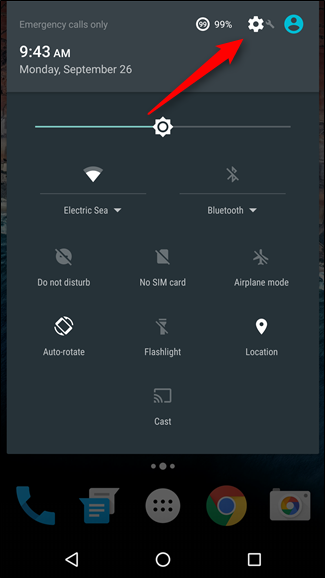 Emergency calls only
99
99%
9:43 AM
Monday, September 26
Electric Sea
Bluetooth
Do not disturb
No SIM card
Airplane mode
Auto-rotate
Flashlight
Location
Cast